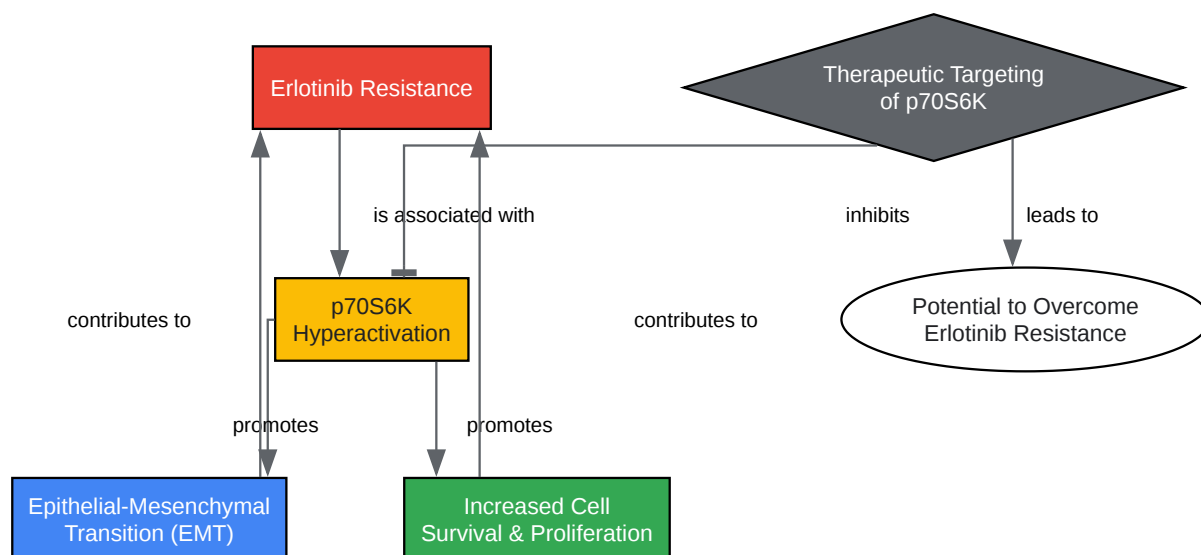 Erlotinib Resistance
Therapeutic Targeting
of p70S6K
is associated with
inhibits
leads to
p70S6K
Hyperactivation
Potential to Overcome
Erlotinib Resistance
contributes to
contributes to
promotes
promotes
Epithelial-Mesenchymal
Transition (EMT)
Increased Cell
Survival & Proliferation